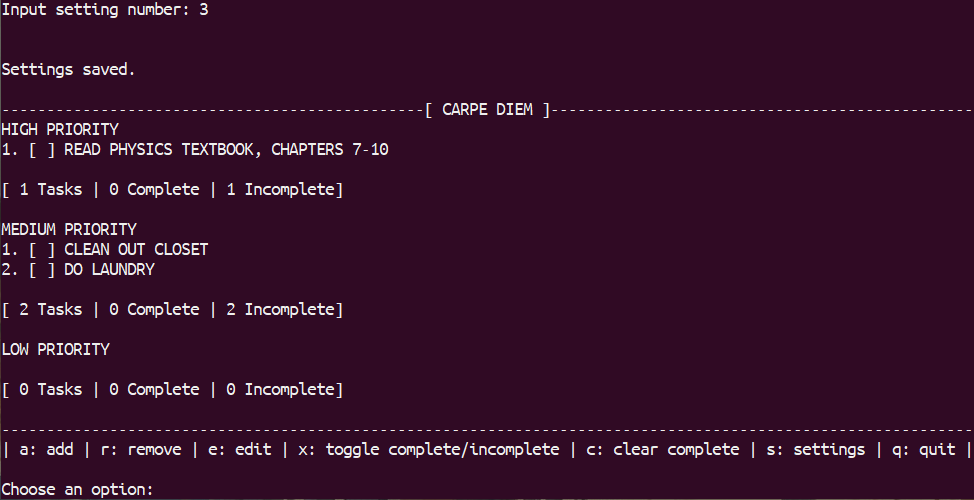 Input setting number: 3
Settings saved.
-----------------------------------------------[ CARPE DIEM ]-----------------------------------------------
HIGH PRIORITY
1. [ ] READ PHYSICS TEXTBOOK, CHAPTERS 7-10
[ 1 Tasks | 0 Complete | 1 Incomplete]
MEDIUM PRIORITY
1. [ ] CLEAN OUT CLOSET
2. [ ] DO LAUNDRY
[ 2 Tasks | 0 Complete | 2 Incomplete]
LOW PRIORITY
[ 0 Tasks | 0 Complete | 0 Incomplete]
------------------------------------------------------------------------------------------------------------
| a: add | r: remove | e: edit | x: toggle complete/incomplete | c: clear complete | s: settings | q: quit |
Choose an option: